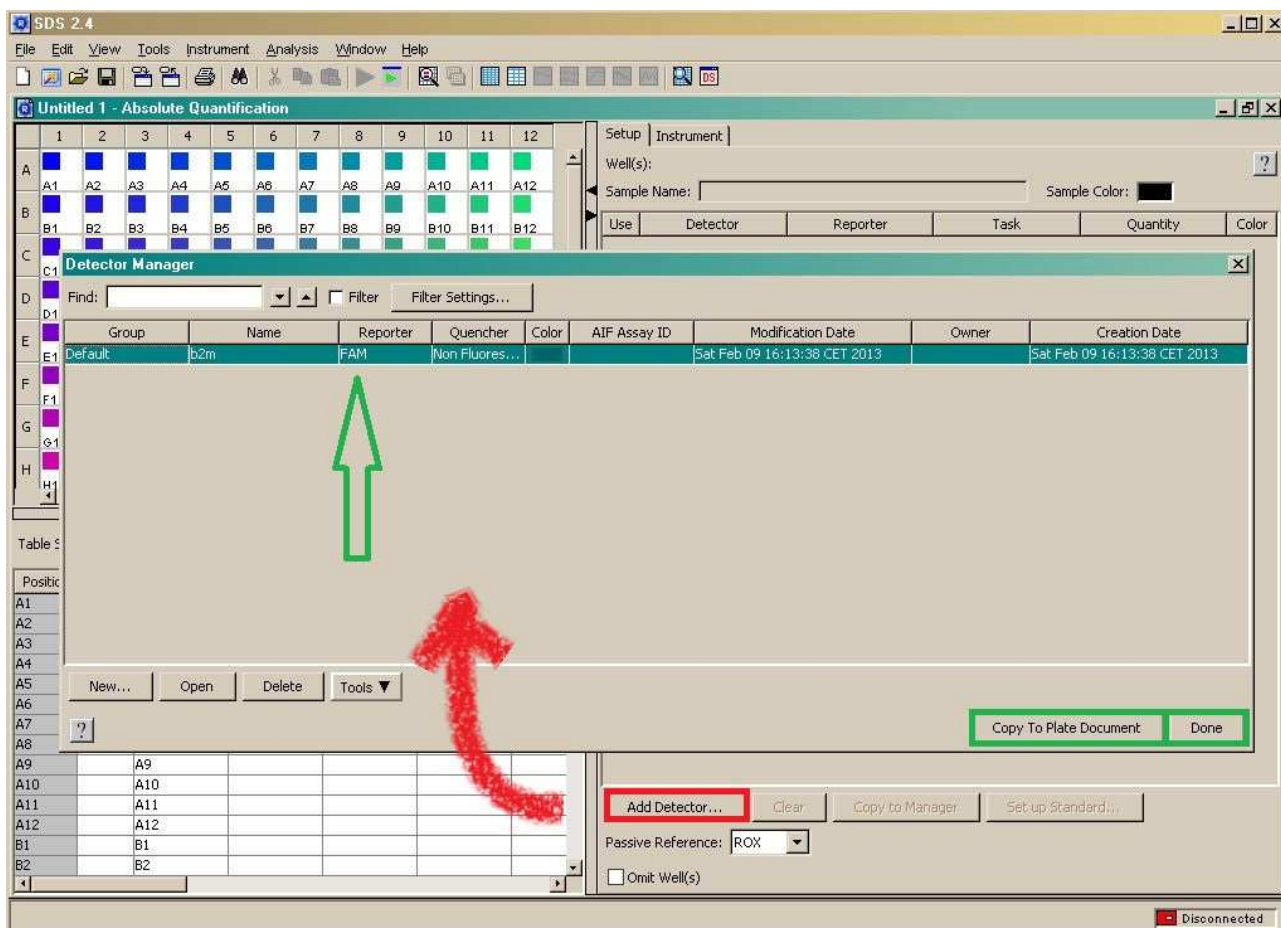 SDS 2.4
File Edit View Tools Instrument Analysis Window Help
DS
Untitled 1 - Absolute Quantification
1 2 3 4 5 6 7 8 9 10 11 12
A
A1 A2 A3 A4 A5 A6 A7 A8 A9 A10 A11 A12
B
B1 B2 B3 B4 B5 B6 B7 B8 B9 B10 B11 B12
C
C1
D
D1
E
E1
F
F1
G
G1
H
H1
Setup Instrument
Well(s):
?
Sample Name: Sample Color:
Use Detector Reporter Task Quantity Color
Detector Manager
Find: Filter Filter Settings...
Group Name Reporter Quencher Color AIF Assay ID Modification Date Owner Creation Date
Default b2m FAM Non Fluores... Sat Feb 09 16:13:38 CET 2013 Sat Feb 09 16:13:38 CET 2013
New... Open Delete Tools ▼
? Copy To Plate Document Done
Table
A1
A2
A3
A4
A5
A6
A7
A8
A9 A9
A10 A10
A11 A11
A12 A12
B1 B1
B2 B2
Add Detector... Clear Copy to Manager Set up Standard...
Passive Reference: ROX
Omit Well(s)
Disconnected